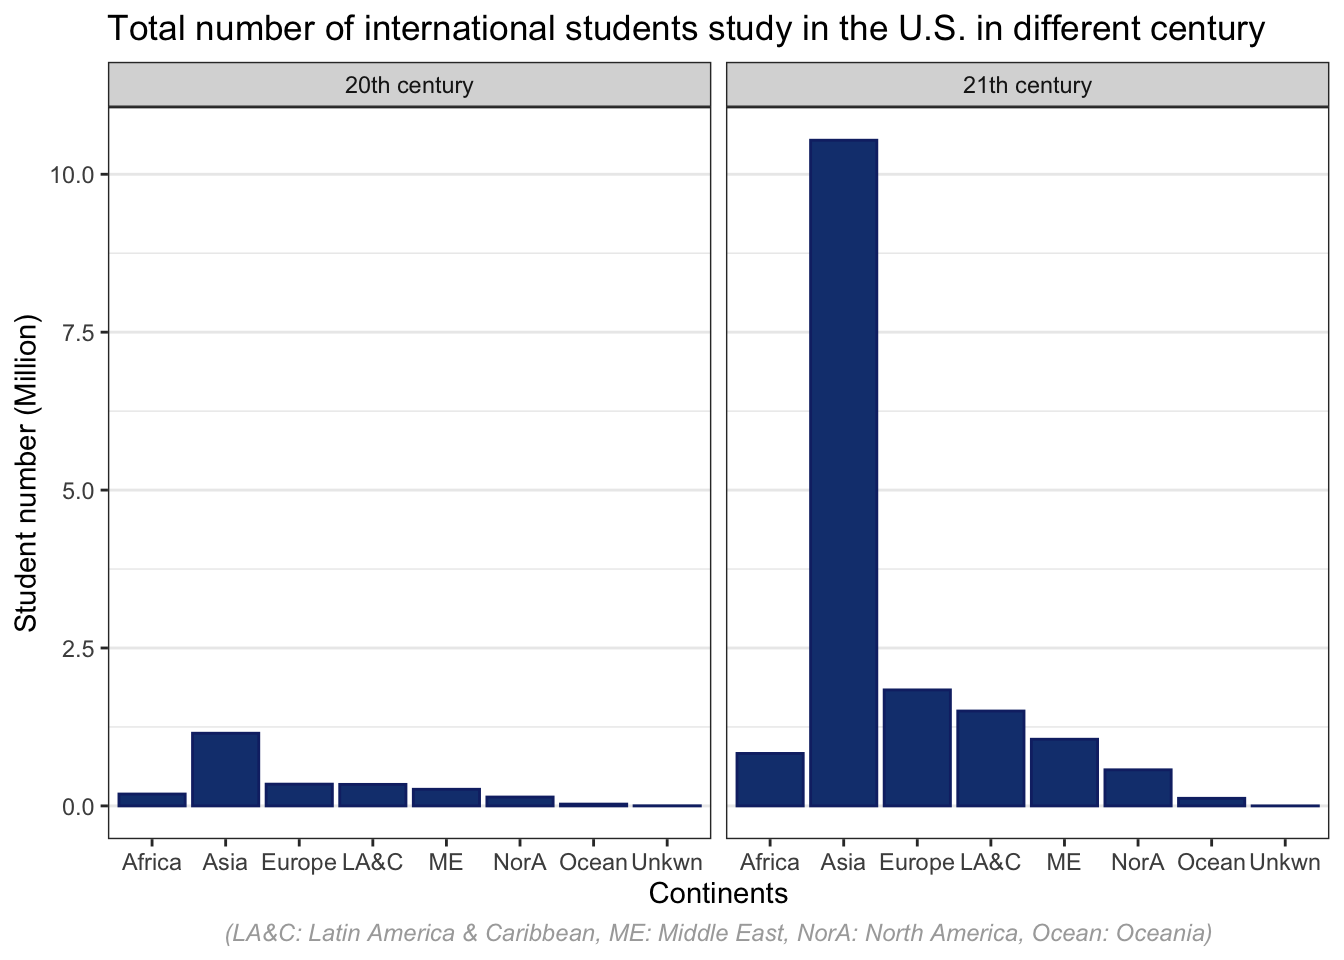 Total number of international students study in the U.S. in different century
20th century
21th century
Student number (Million)
10.0
7.5
5.0
2.5
0.0
Africa Asia Europe LA&C ME NorA Ocean Unkwn
Africa Asia Europe LA&C ME NorA Ocean Unkwn
Continents
(LA&C: Latin America & Caribbean, ME: Middle East, NorA: North America, Ocean: Oceania)